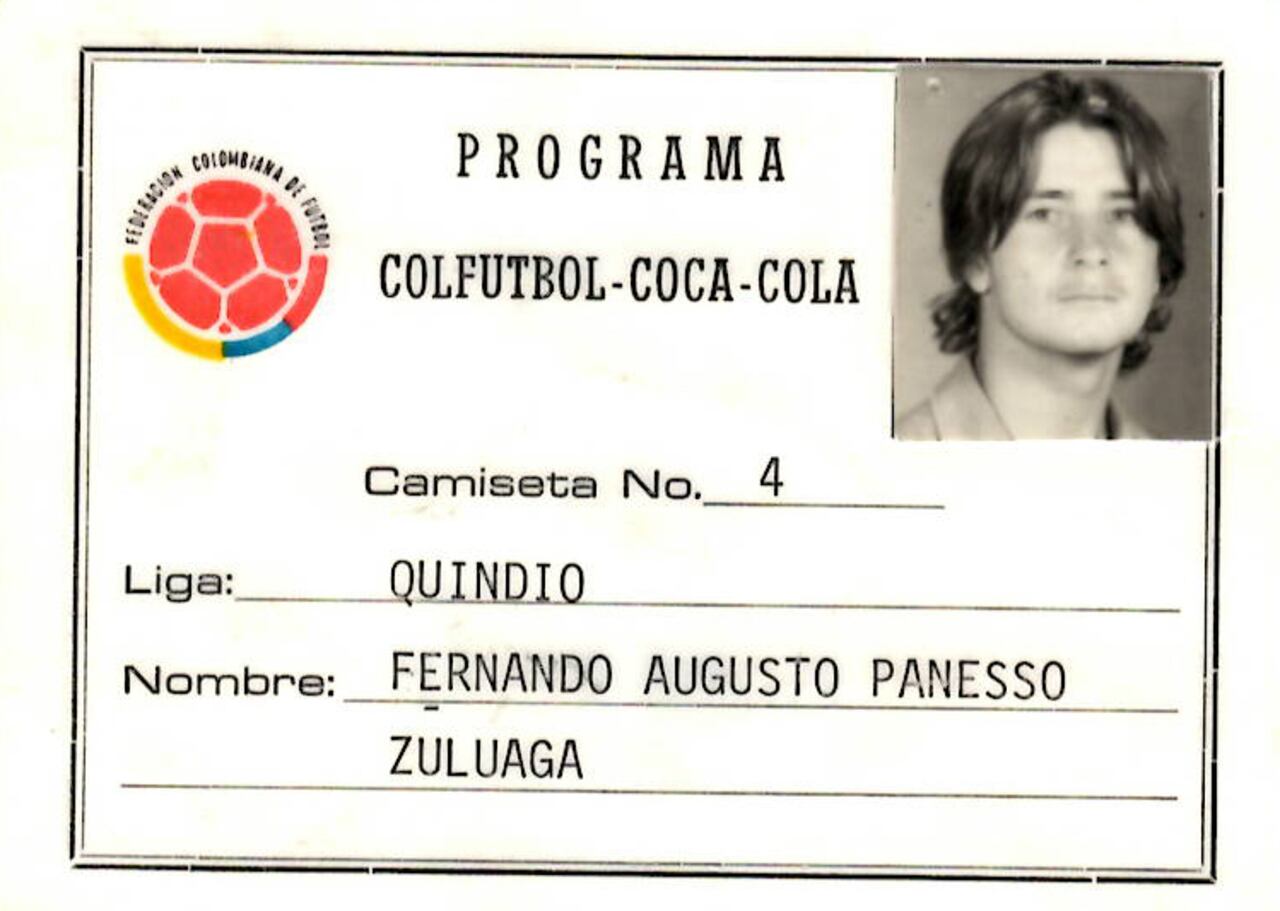 FEDERACION COLOMBIANA DE FUTBOL
PROGRAMA
COLFUTBOL-COCA-COLA
Camiseta No. 4
Liga: QUINDIO
Nombre: FERNANDO AUGUSTO PANESSO
ZULUAGA